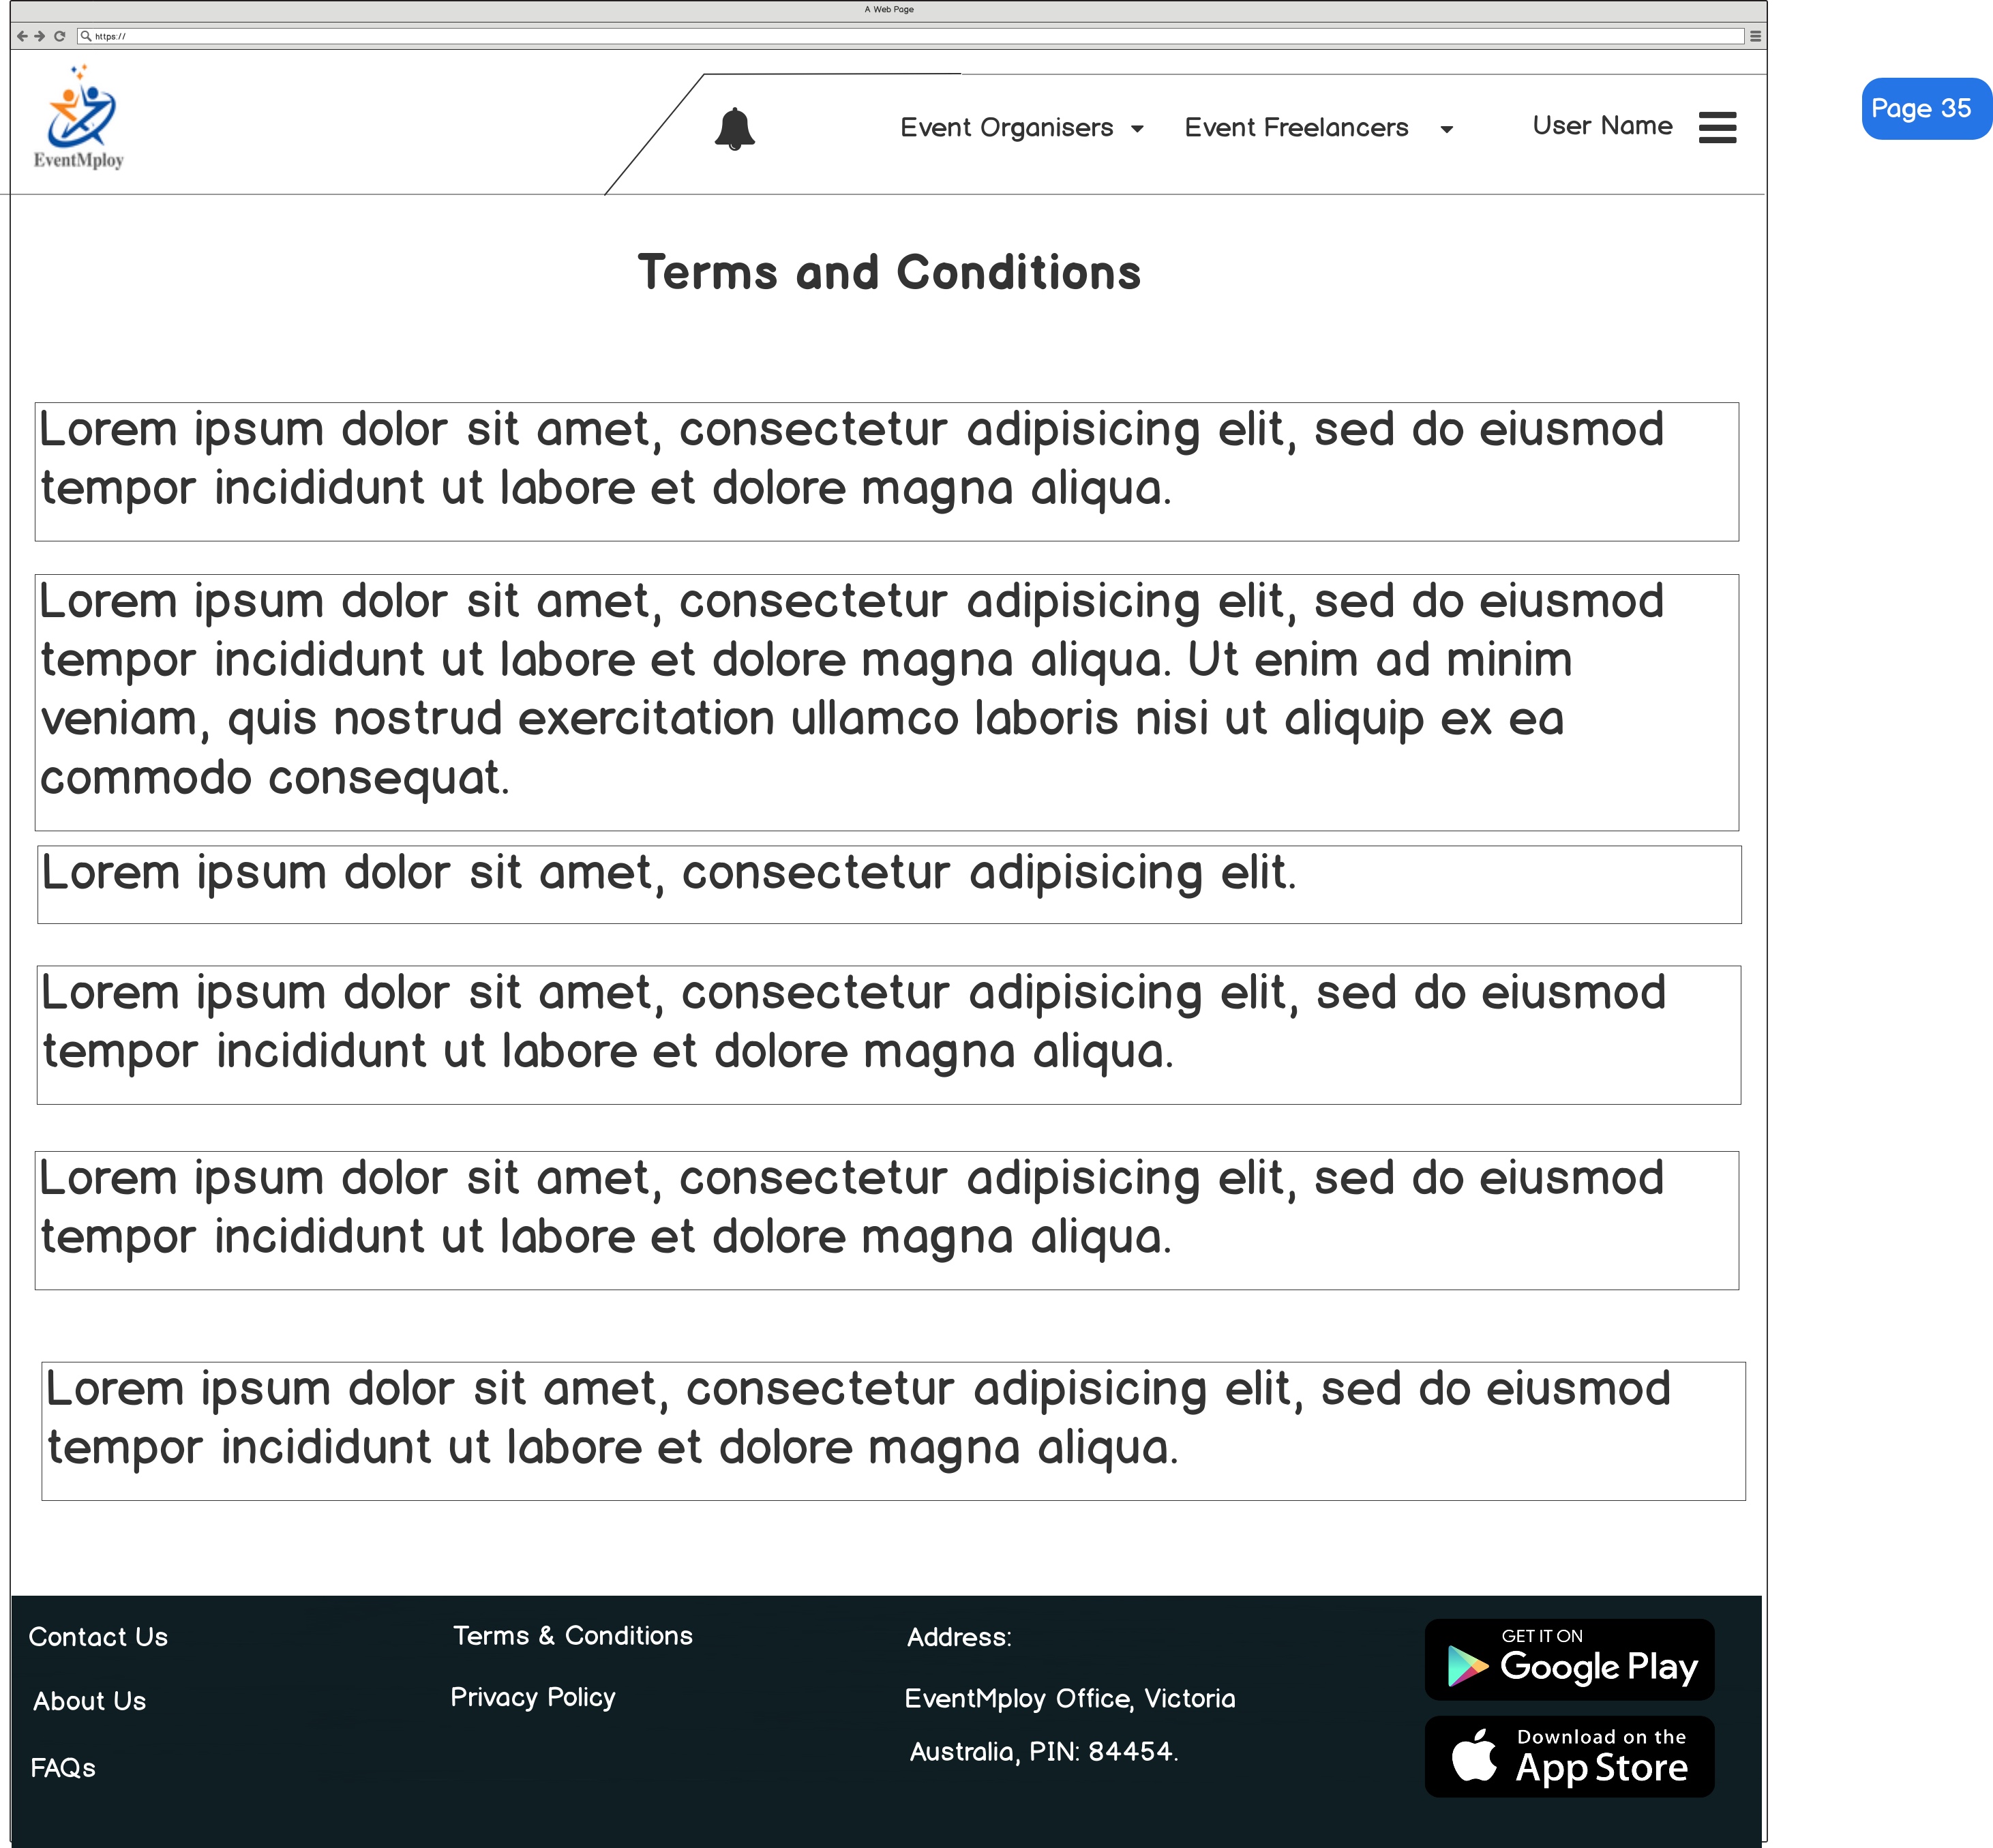 A Web Page
https://
EventMploy
Event Organisers
Event Freelancers
User Name
Page 35
Terms and Conditions
Lorem ipsum dolor sit amet, consectetur adipisicing elit, sed do eiusmod
tempor incididunt ut labore et dolore magna aliqua.
Lorem ipsum dolor sit amet, consectetur adipisicing elit, sed do eiusmod
tempor incididunt ut labore et dolore magna aliqua. Ut enim ad minim
veniam, quis nostrud exercitation ullamco laboris nisi ut aliquip ex ea
commodo consequat.
Lorem ipsum dolor sit amet, consectetur adipisicing elit.
Lorem ipsum dolor sit amet, consectetur adipisicing elit, sed do eiusmod
tempor incididunt ut labore et dolore magna aliqua.
Lorem ipsum dolor sit amet, consectetur adipisicing elit, sed do eiusmod
tempor incididunt ut labore et dolore magna aliqua.
Lorem ipsum dolor sit amet, consectetur adipisicing elit, sed do eiusmod
tempor incididunt ut labore et dolore magna aliqua.
Contact Us
About Us
FAQs
Terms & Conditions
Privacy Policy
Address:
EventMploy Office, Victoria
Australia, PIN: 84454.
GET IT ON
Google Play
Download on the
App Store